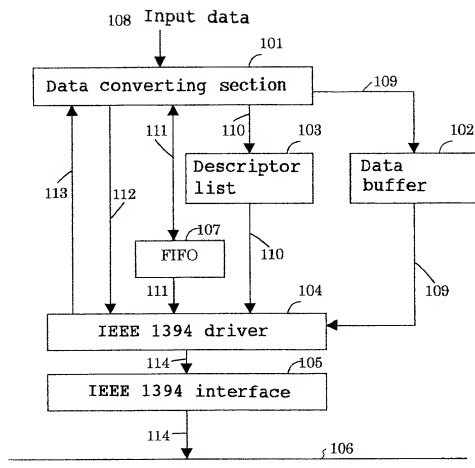 108 Input data
101
Data converting section
109
111
110
103
102
Descriptor
list
Data
buffer
113
112
107
FIFO
110
109
111
104
IEEE 1394 driver
114
105
IEEE 1394 interface
114
106